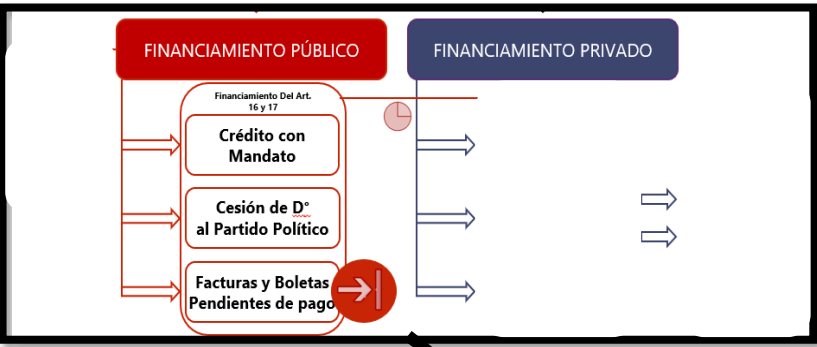 FINANCIAMIENTO PÚBLICO
FINANCIAMIENTO PRIVADO
Financiamiento Del Art.
16 y 17
Crédito con
Mandato
Cesión de D°
al Partido Político
Facturas y Boletas
Pendientes de pago